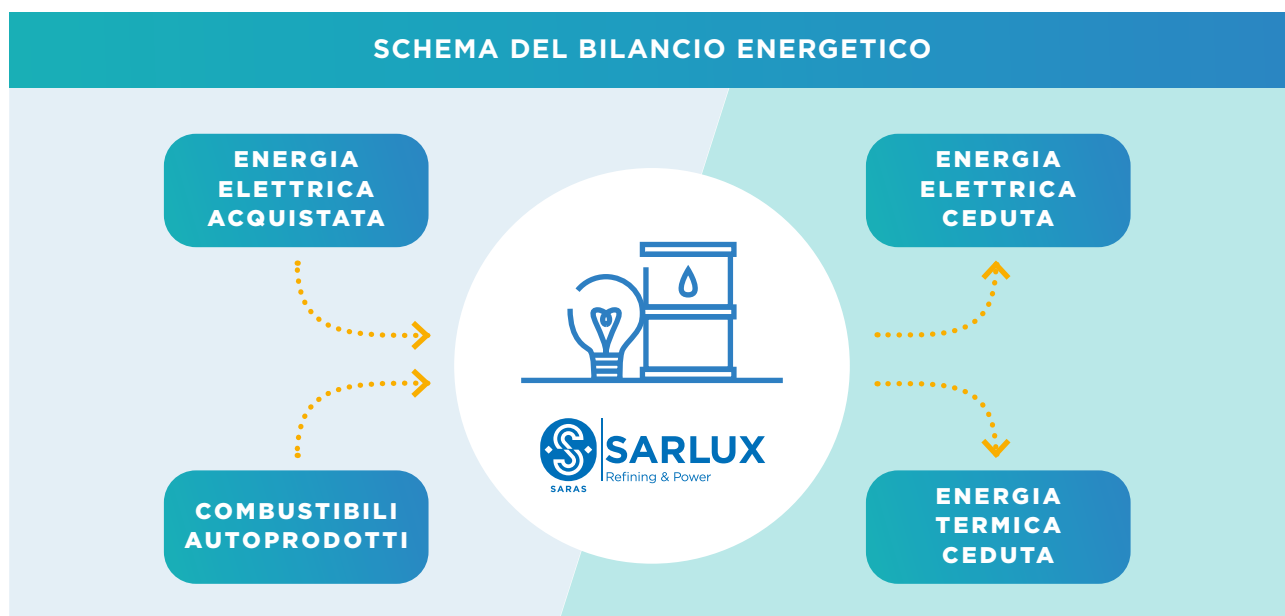 SCHEMA DEL BILANCIO ENERGETICO
ENERGIA
ELETTRICA
ACQUISTATA
COMBUSTIBILI
AUTOPRODOTTI
SARAS
SARLUX
Refining & Power
ENERGIA
ELETTRICA
CEDUTA
ENERGIA
TERMICA
CEDUTA